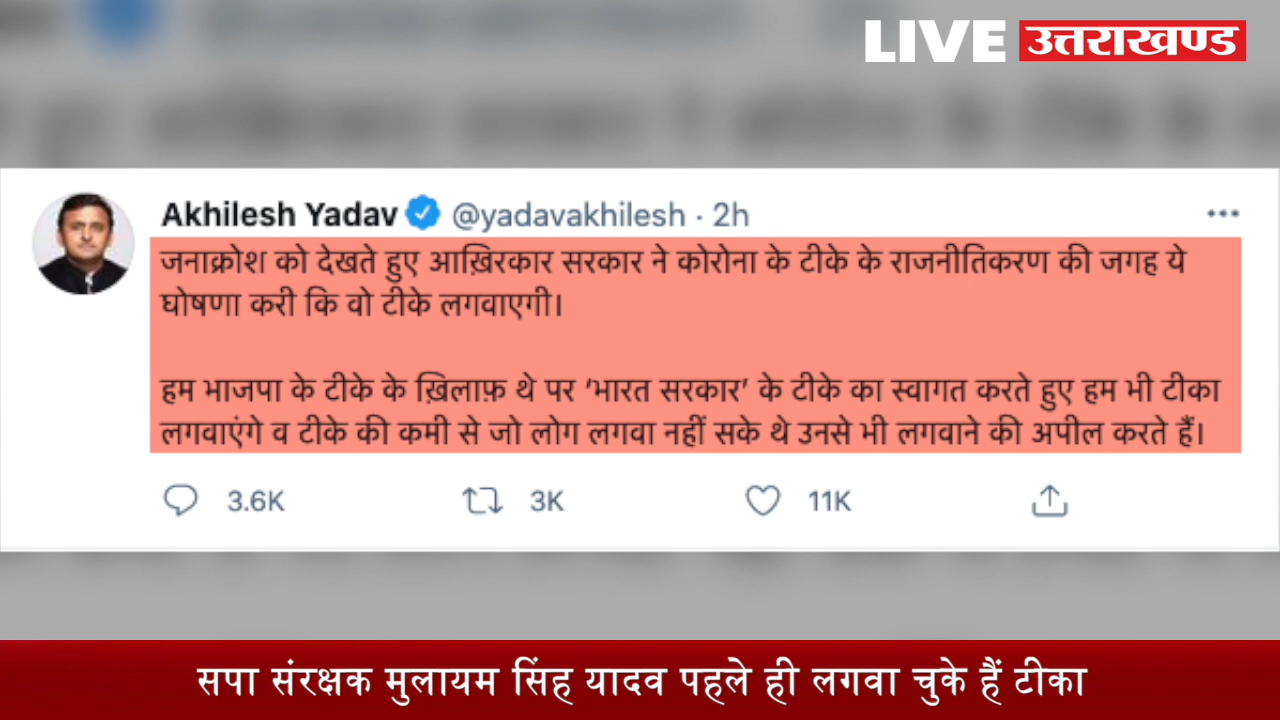 LIVE उत्तराखण्ड
Akhilesh Yadav @yadavakhilesh · 2h
जनाक्रोश को देखते हुए आख़िरकार सरकार ने कोरोना के टीके के राजनीतिकरण की जगह ये
घोषणा करी कि वो टीके लगवाएगी।
हम भाजपा के टीके के ख़िलाफ़ थे पर ‘भारत सरकार’ के टीके का स्वागत करते हुए हम भी टीका
लगवाएंगे व टीके की कमी से जो लोग लगवा नहीं सके थे उनसे भी लगवाने की अपील करते हैं।
3.6K 3K 11K
सपा संरक्षक मुलायम सिंह यादव पहले ही लगवा चुके हैं टीका